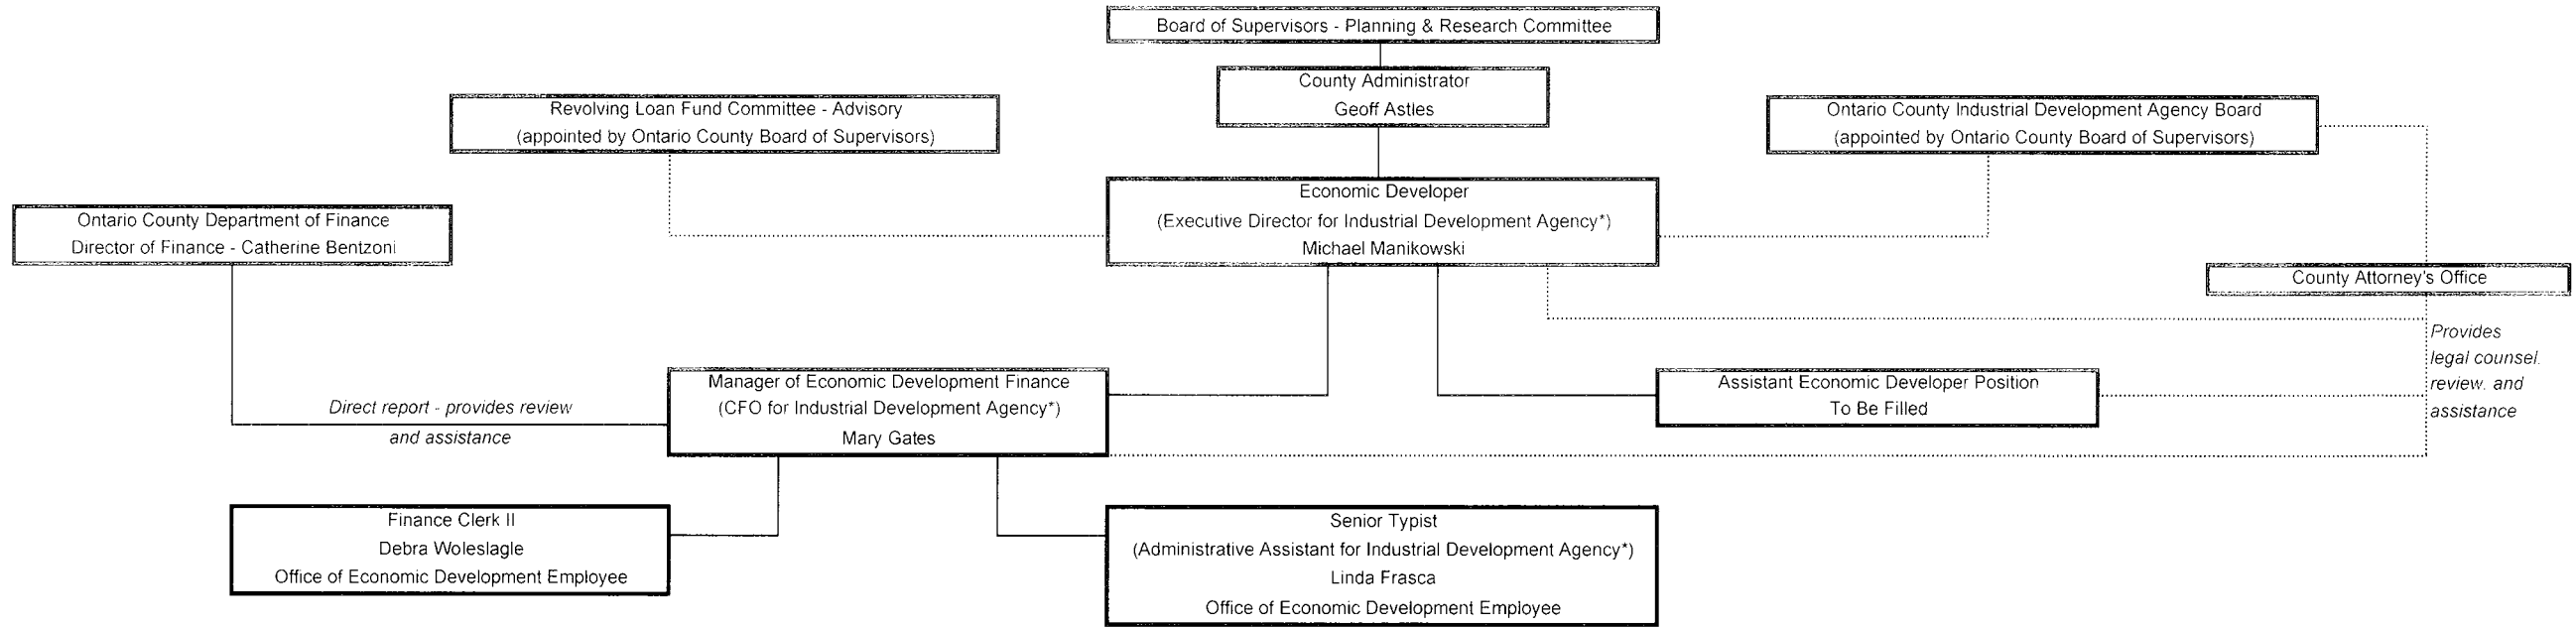 Board of Supervisors - Planning & Research Committee
County Administrator
Geoff Astles
Revolving Loan Fund Committee - Advisory
(appointed by Ontario County Board of Supervisors)
Ontario County Industrial Development Agency Board
(appointed by Ontario County Board of Supervisors)
Economic Developer
(Executive Director for Industrial Development Agency*)
Michael Manikowski
Ontario County Department of Finance
Director of Finance - Catherine Bentzoni
County Attorney's Office
Provides
legal counsel.
review. and
assistance
Manager of Economic Development Finance
(CFO for Industrial Development Agency*)
Mary Gates
Assistant Economic Developer Position
To Be Filled
Direct report - provides review
and assistance
Finance Clerk II
Debra Woleslagle
Office of Economic Development Employee
Senior Typist
(Administrative Assistant for Industrial Development Agency*)
Linda Frasca
Office of Economic Development Employee